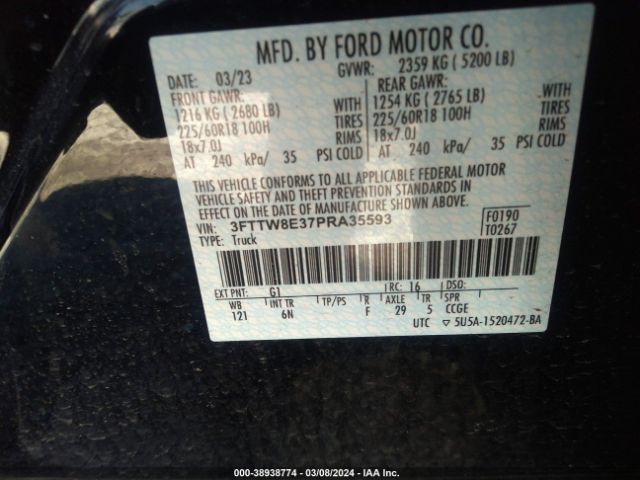 MFD. BY FORD MOTOR CO.
DATE: 03/23 GVWR: 2359 KG ( 5200 LB)
FRONT GAWR: REAR GAWR:
1216 KG ( 2680 LB) WITH 1254 KG ( 2765 LB) WITH
225/60R18 100H TIRES 225/60R18 100H TIRES
18x7.0J RIMS 18x7.0J RIMS
AT 240 kPa/ 35 PSI COLD AT 240 kPa/ 35 PSI COLD
THIS VEHICLE CONFORMS TO ALL APPLICABLE FEDERAL MOTOR
VEHICLE SAFETY AND THEFT PREVENTION STANDARDS IN
EFFECT ON THE DATE OF MANUFACTURE SHOWN ABOVE.
VIN: 3FTTW8E37PRA35593 F0190
TYPE: Truck T0267
EXT PNT: G1 RC: 16 DSO:
WB INT TR TP/PS R AXLE TR SPR
121 6N F 29 5 CCGE
UTC ▽ 5U5A-1520472-BA
000-38938774 - 03/08/2024 - IAA Inc.